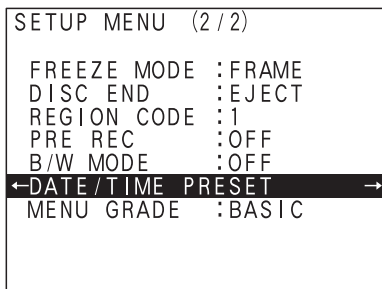 SETUP MENU (2/2)
FREEZE MODE :FRAME
DISC END :EJECT
REGION CODE :1
PRE REC :OFF
B/W MODE :OFF
←DATE/TIME PRESET →
MENU GRADE :BASIC